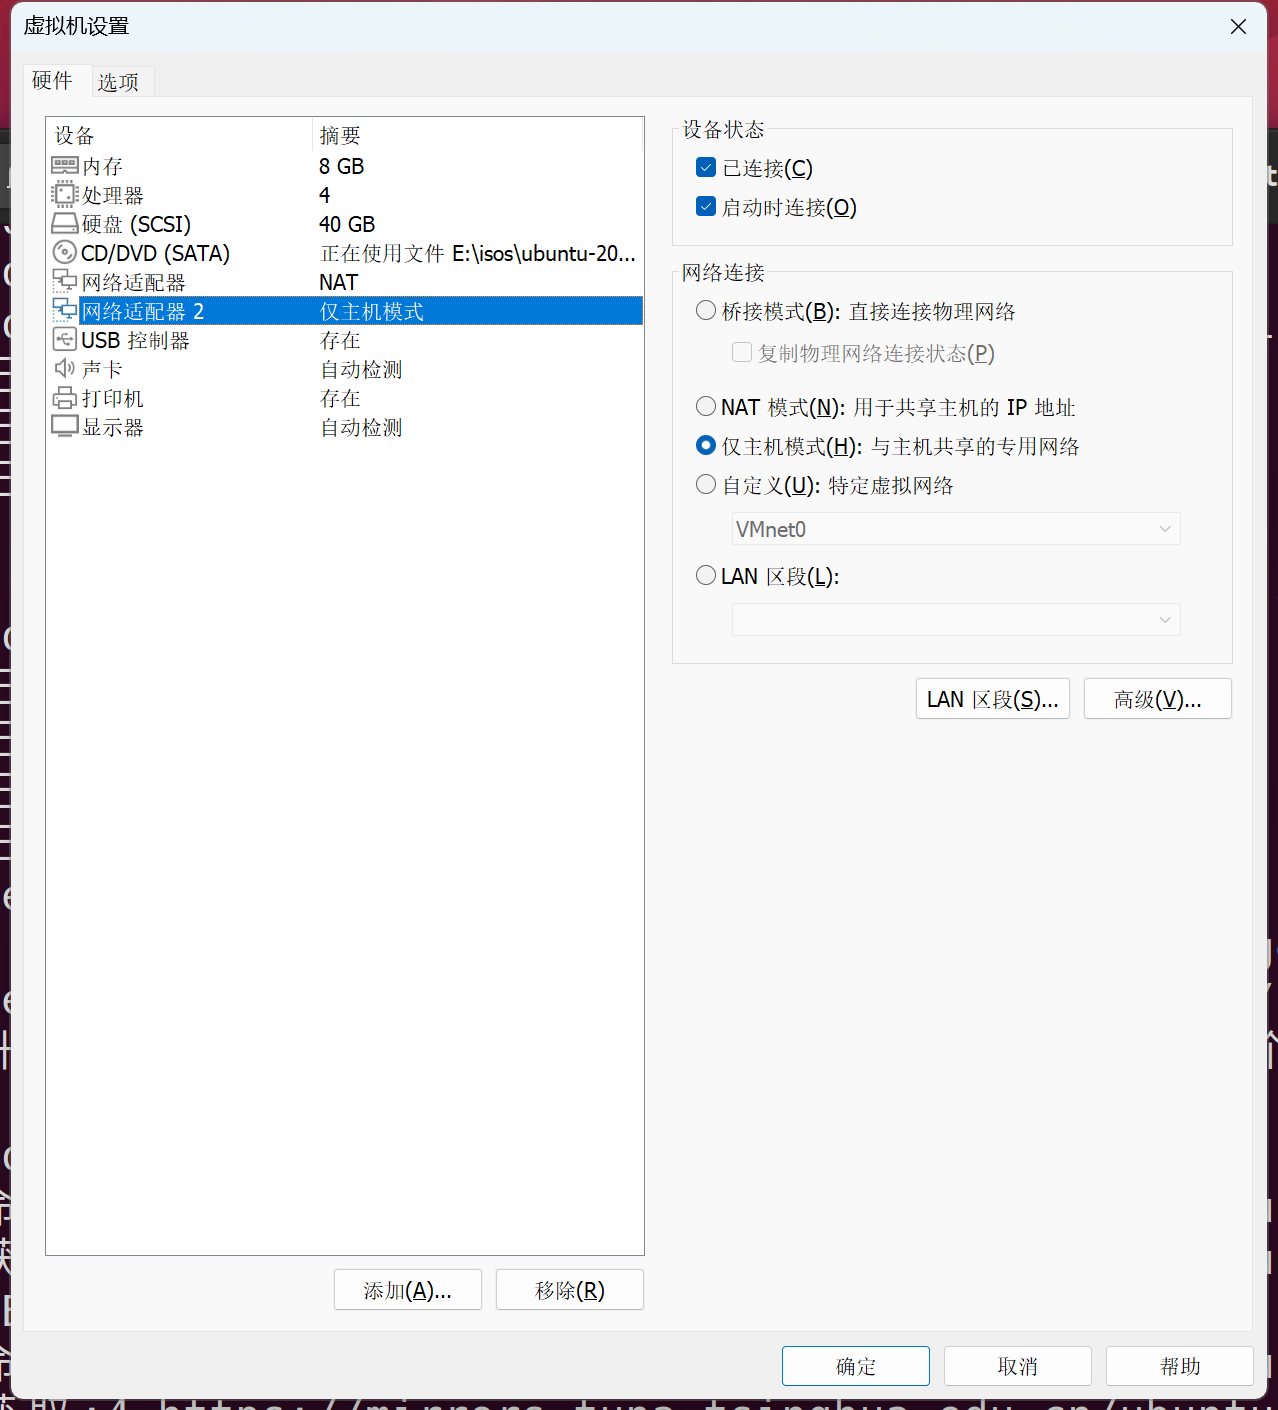 虚拟机设置
硬件 选项
设备 摘要
内存 8 GB
处理器 4
硬盘 (SCSI) 40 GB
CD/DVD (SATA) 正在使用文件 E:\isos\ubuntu-20...
网络适配器 NAT
网络适配器 2 仅主机模式
USB 控制器 存在
声卡 自动检测
打印机 存在
显示器 自动检测
添加(A)... 移除(R)
设备状态
已连接(C)
启动时连接(O)
网络连接
桥接模式(B): 直接连接物理网络
复制物理网络连接状态(P)
NAT 模式(N): 用于共享主机的 IP 地址
仅主机模式(H): 与主机共享的专用网络
自定义(U): 特定虚拟网络
VMnet0
LAN 区段(L):
LAN 区段(S)... 高级(V)...
确定 取消 帮助